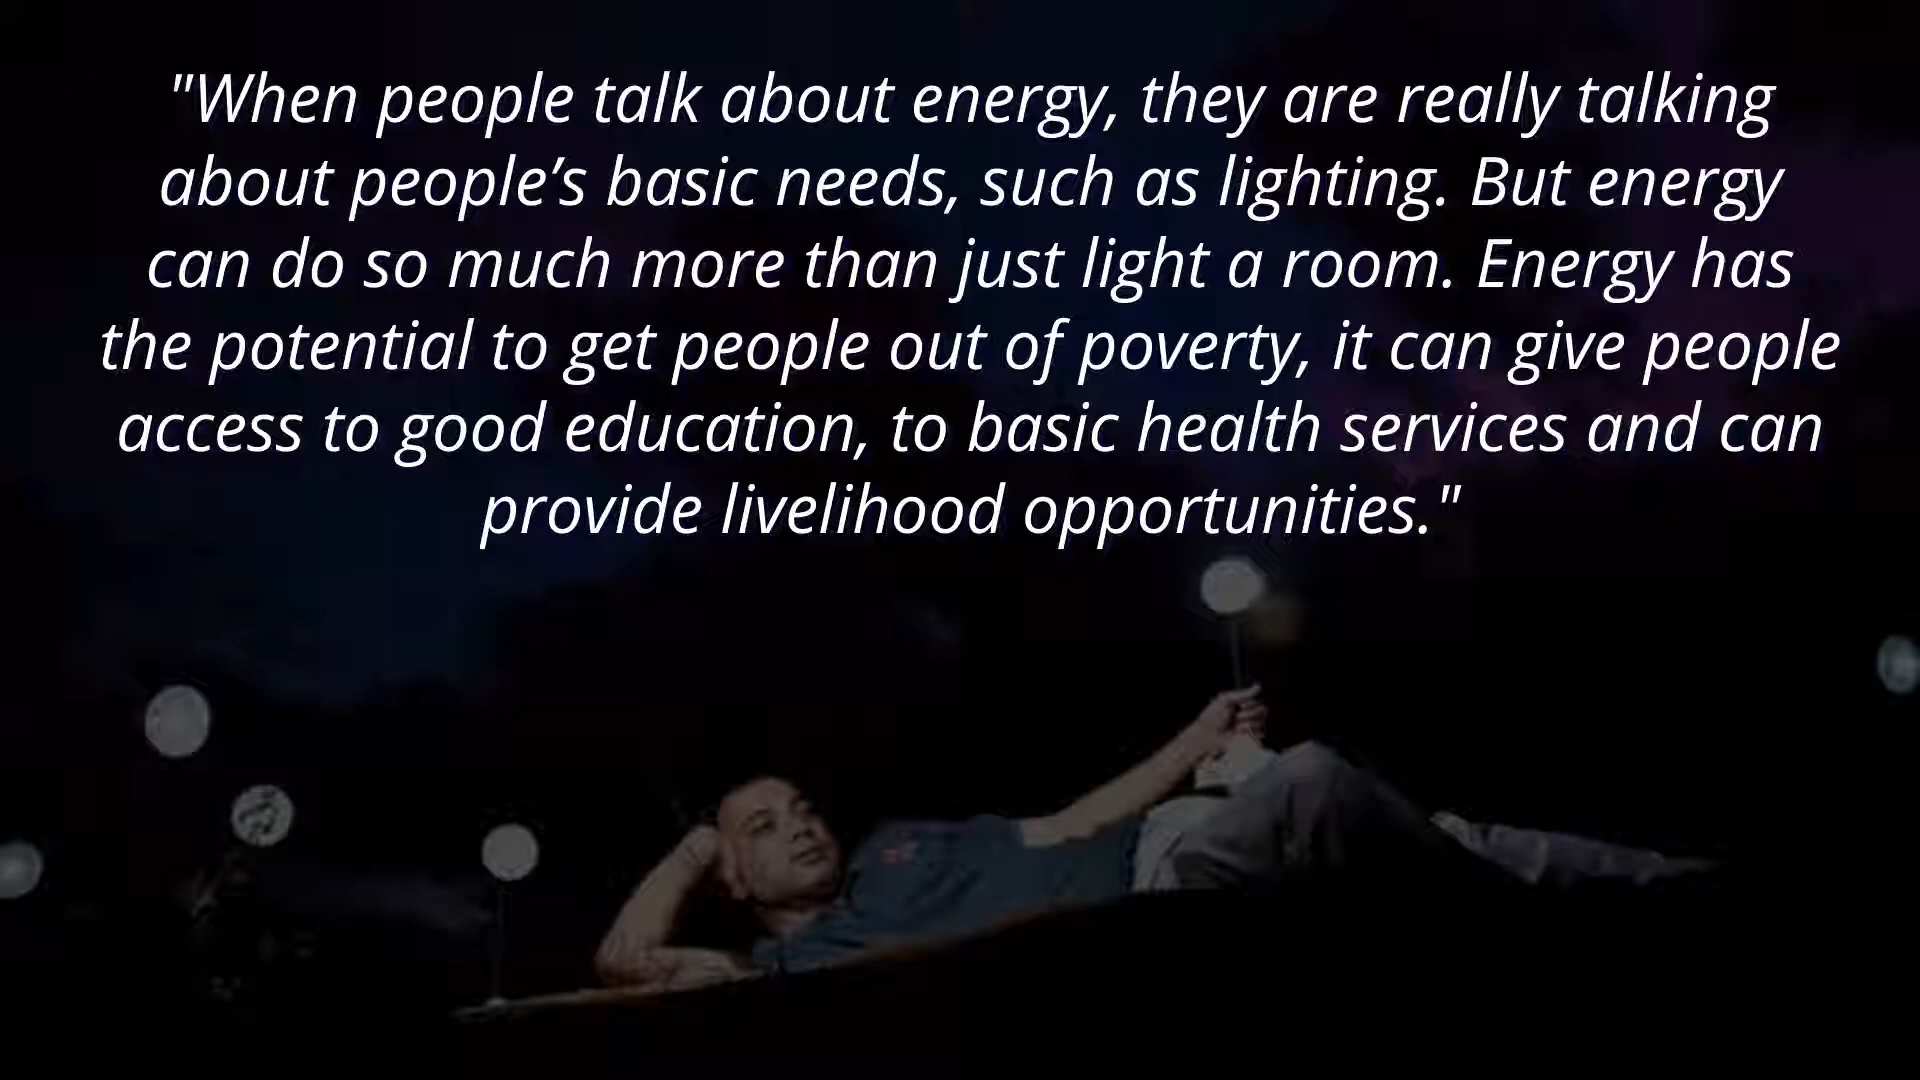 "When people talk about energy, they are really talking
about people’s basic needs, such as lighting. But energy
can do so much more than just light a room. Energy has
the potential to get people out of poverty, it can give people
access to good education, to basic health services and can
provide livelihood opportunities."